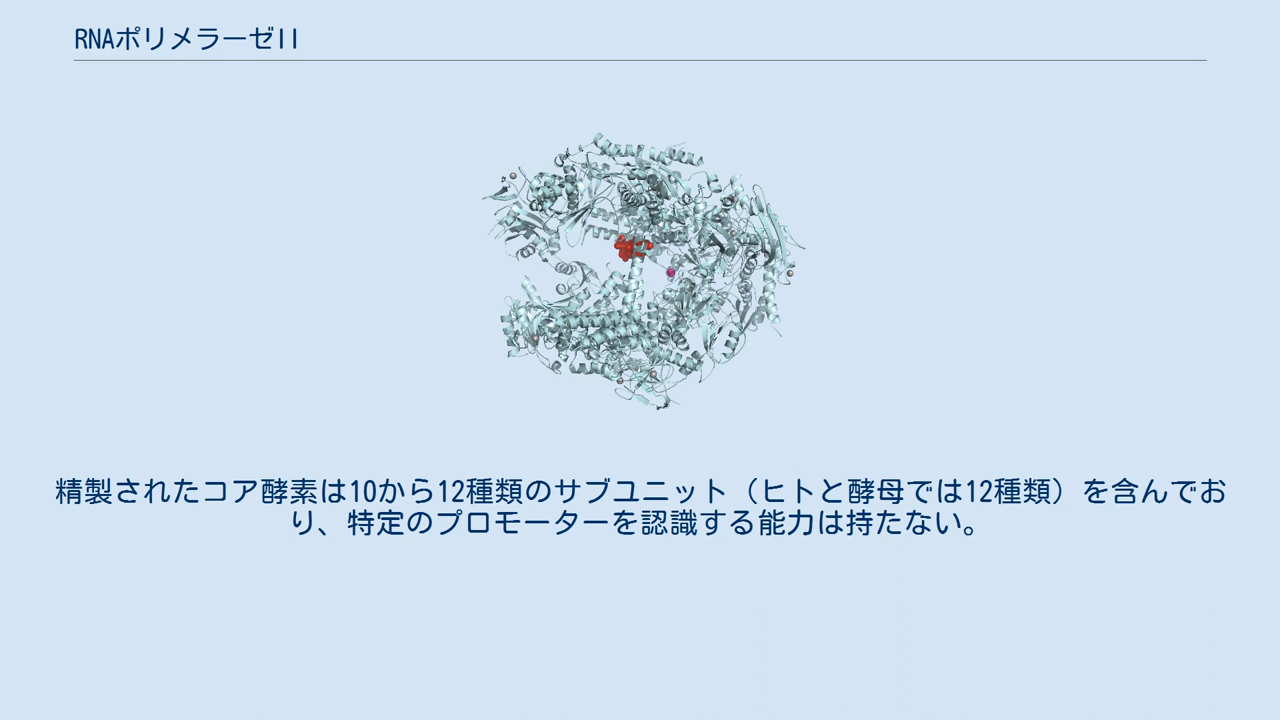 RNAポリメラーゼII
精製されたコア酵素は10から12種類のサブユニット（ヒトと酵母では12種類）を含んでお
り、特定のプロモーターを認識する能力は持たない。